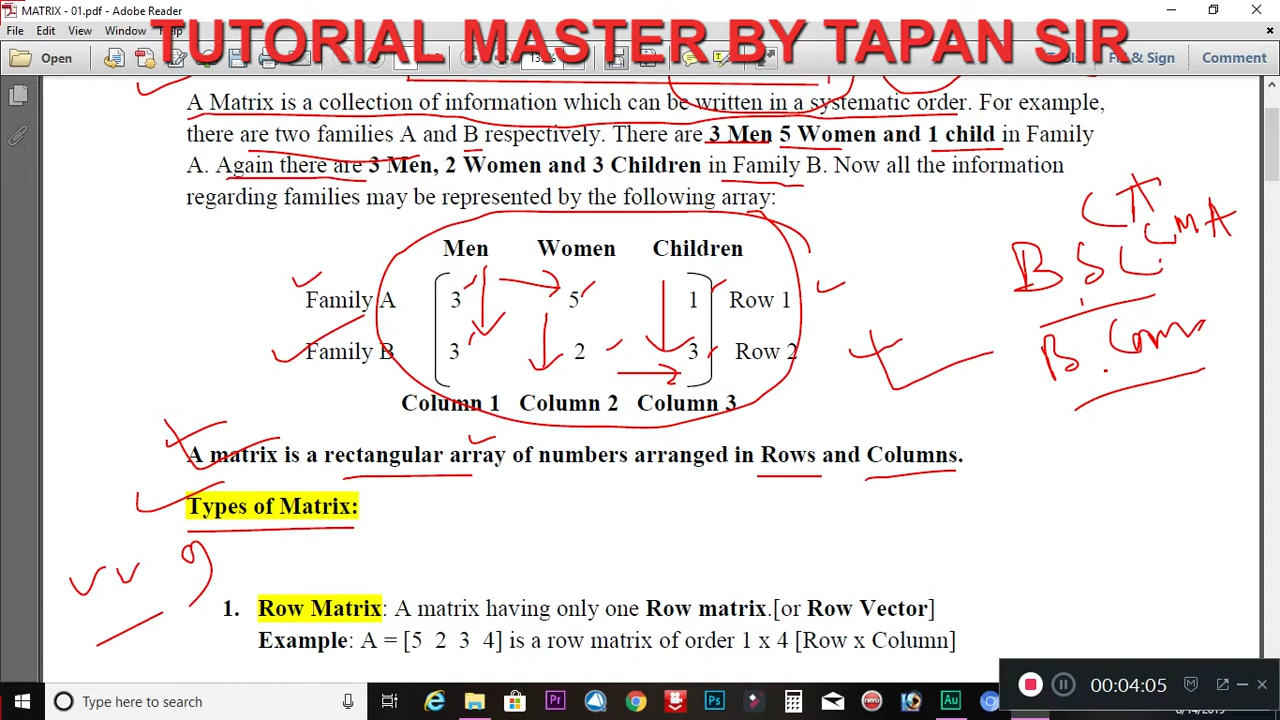 MATRIX - 01.pdf - Adobe Reader
File Edit View Window Help
TUTORIAL MASTER BY TAPAN SIR
Open Tools Fill & Sign Comment
A Matrix is a collection of information which can be written in a systematic order. For example,
there are two families A and B respectively. There are 3 Men 5 Women and 1 child in Family
A. Again there are 3 Men, 2 Women and 3 Children in Family B. Now all the information
regarding families may be represented by the following array:
Men Women Children
Family A 3 5 1 Row 1
Family B 3 2 3 Row 2
Column 1 Column 2 Column 3
CMA
B. Com
A matrix is a rectangular array of numbers arranged in Rows and Columns.
Types of Matrix:
1. Row Matrix: A matrix having only one Row matrix.[or Row Vector]
Example: A = [5 2 3 4] is a row matrix of order 1 x 4 [Row x Column]
00:04:05
Type here to search